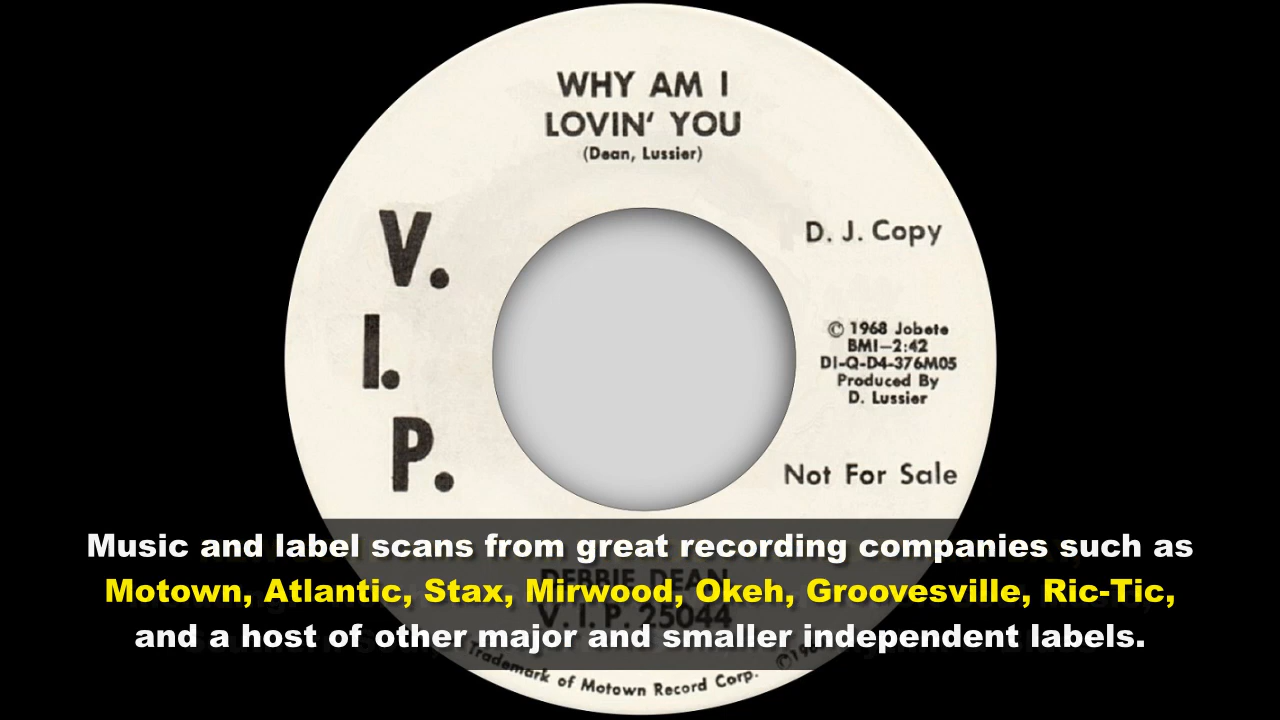 WHY AM I
LOVIN' YOU
(Dean, Lussier)
V.
I.
P.
D. J. Copy
© 1968 Jobete
BMI—2:42
DI-Q-D4-376M05
Produced By
D. Lussier
Not For Sale
Music and label scans from great recording companies such as
DEBBIE DEAN
Motown, Atlantic, Stax, Mirwood, Okeh, Groovesville, Ric-Tic,
V. I. P. 25044
and a host of other major and smaller independent labels.
Trademark of Motown Record Corp.